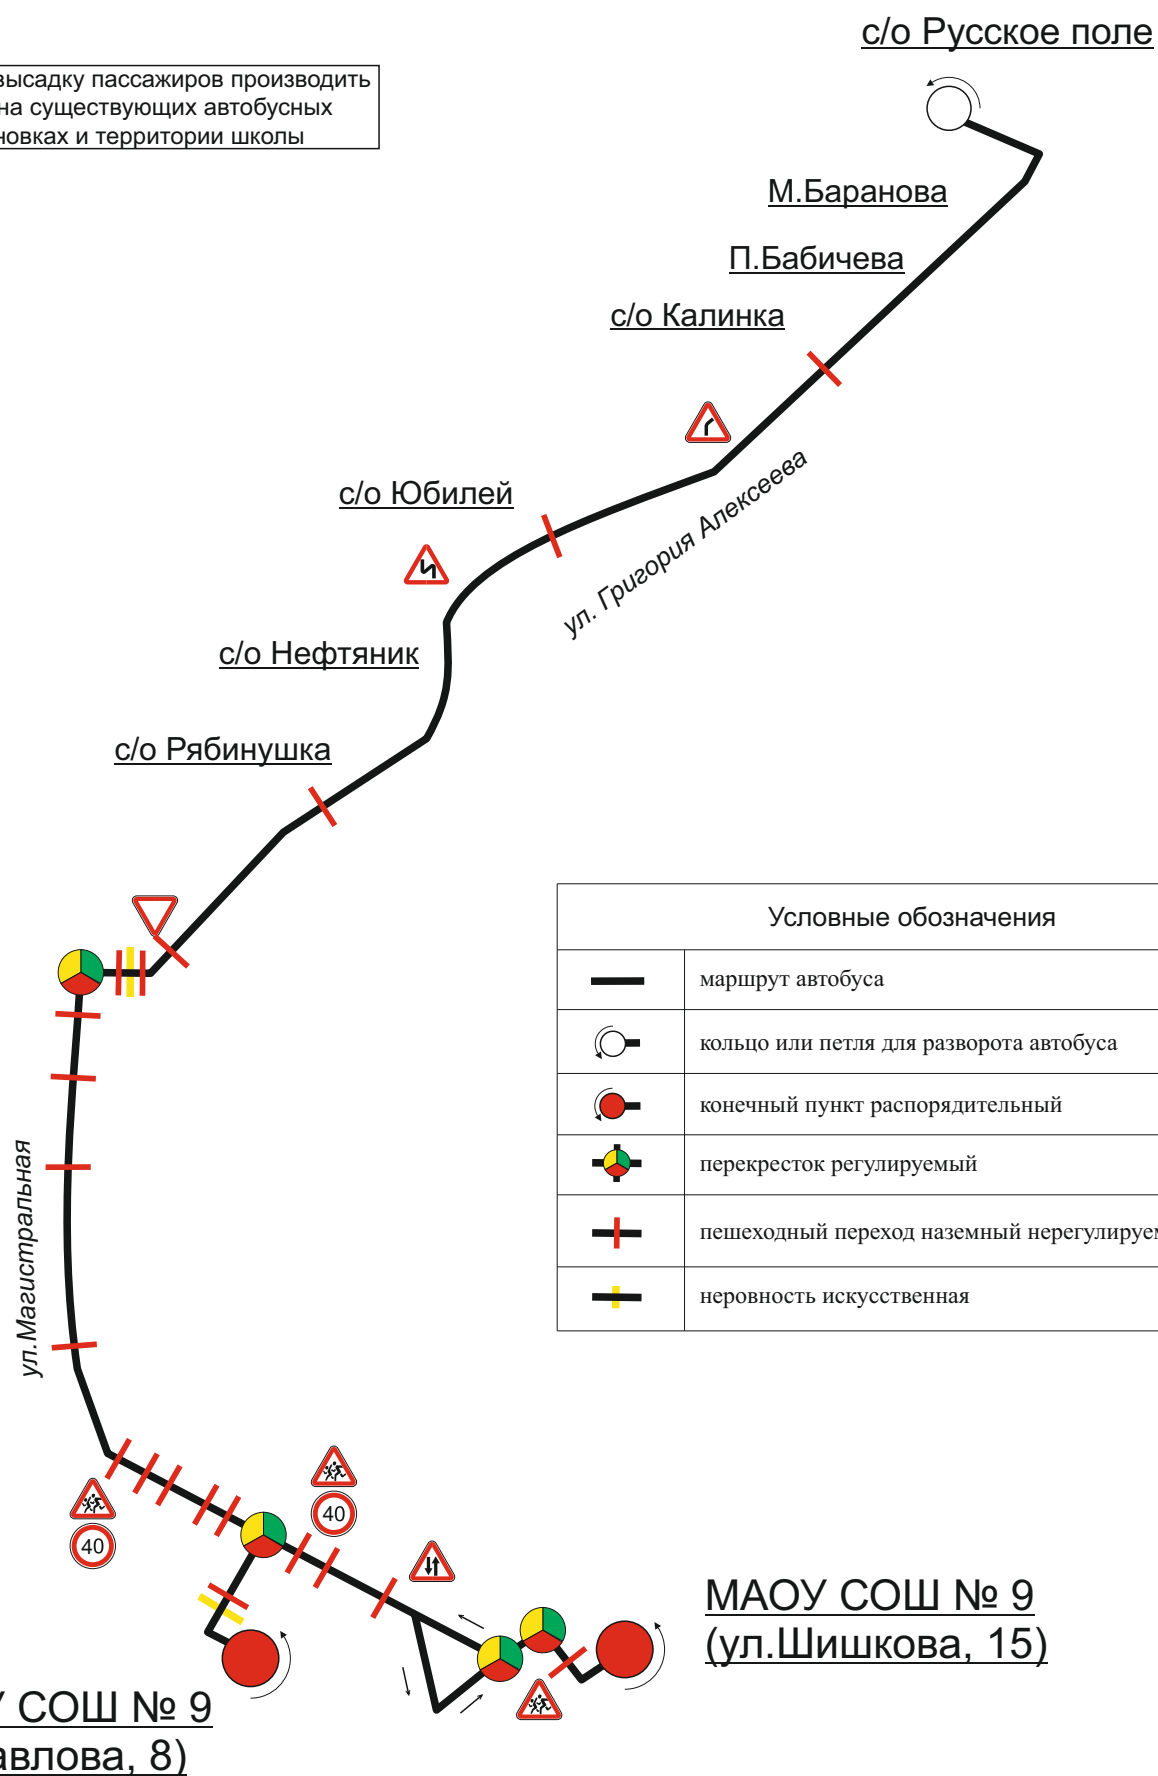 с/о Русское поле
высадку пассажиров производить
на существующих автобусных
новках и территории школы
М.Баранова
П.Бабичева
с/о Калинка
ул. Григория Алексеева
с/о Юбилей
с/о Нефтяник
с/о Рябинушка
Условные обозначения
маршрут автобуса
кольцо или петля для разворота автобуса
конечный пункт распорядительный
перекресток регулируемый
пешеходный переход наземный нерегулируем
неровность искусственная
ул.Магистральная
40
40
МАОУ СОШ № 9
(ул.Шишкова, 15)
У СОШ № 9
авлова, 8)